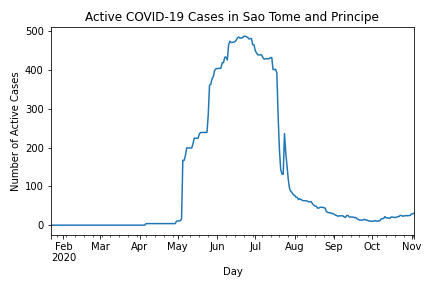 Active COVID-19 Cases in Sao Tome and Principe
Number of Active Cases
500
400
300
200
100
0
Feb Mar Apr May Jun Jul Aug Sep Oct Nov
2020
Day